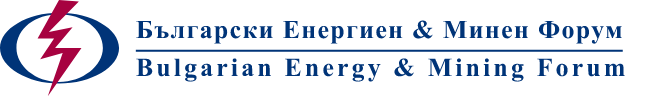 Български Енергиен & Минен Форум
Bulgarian Energy & Mining Forum